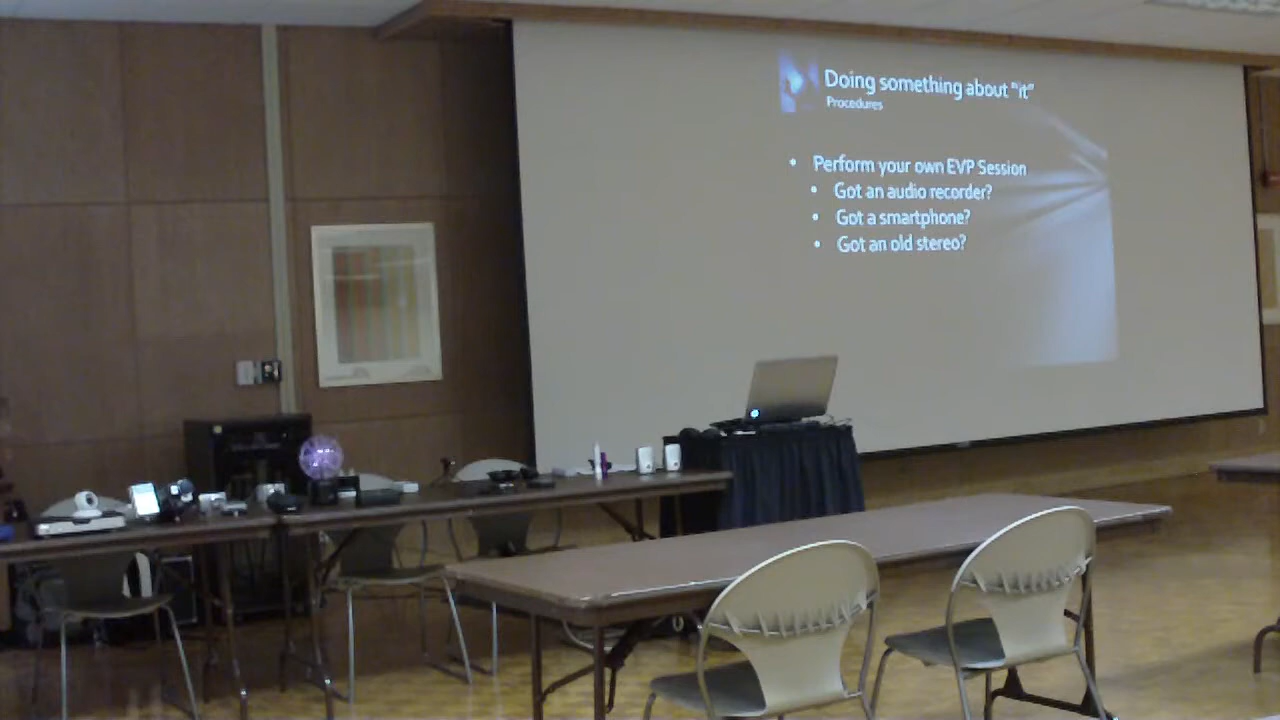 Doing something about "it"
Procedures
• Perform your own EVP Session
• Got an audio recorder?
• Got a smartphone?
• Got an old stereo?